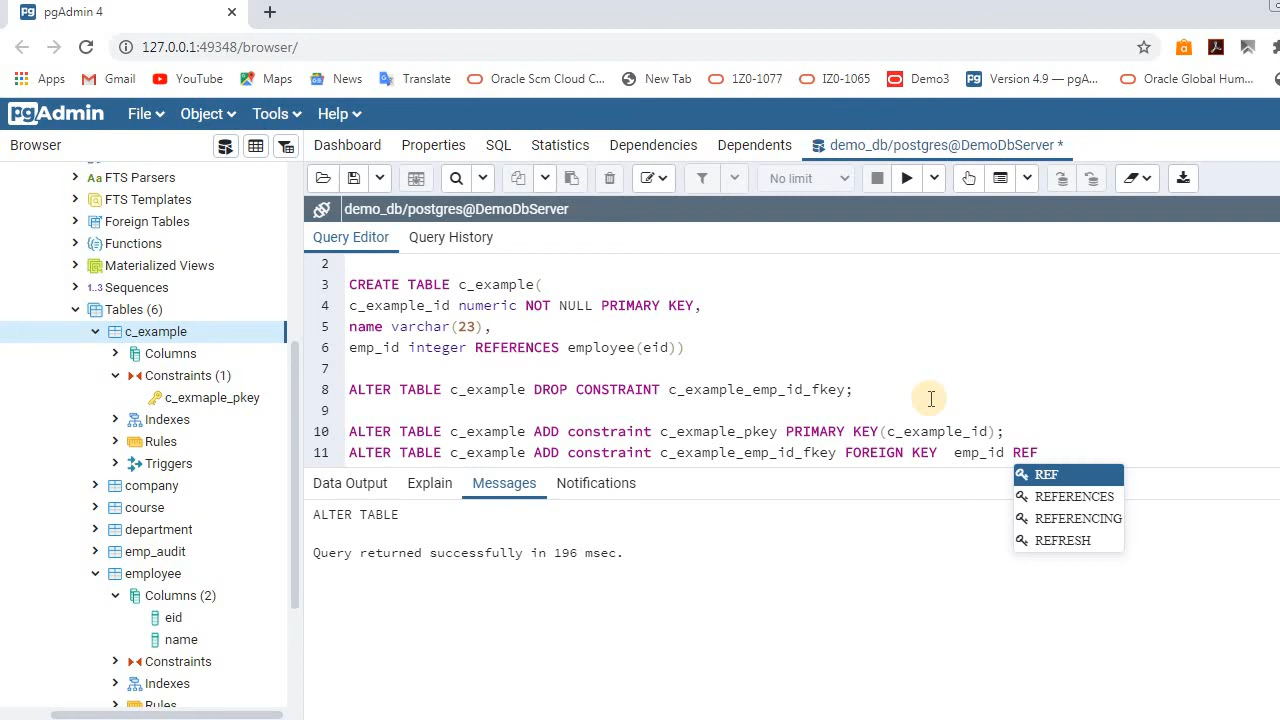 pgAdmin 4
127.0.0.1:49348/browser/
Apps Gmail YouTube Maps News Translate Oracle Scm Cloud C... New Tab 1Z0-1077 IZ0-1065 Demo3 Version 4.9 — pgA... Oracle Global Hum...
pgAdmin File Object Tools Help
Browser Dashboard Properties SQL Statistics Dependencies Dependents demo_db/postgres@DemoDbServer *
No limit
demo_db/postgres@DemoDbServer
Query Editor Query History
FTS Parsers
FTS Templates
Foreign Tables
Functions
Materialized Views
1..3 Sequences
Tables (6)
c_example
Columns
Constraints (1)
c_exmaple_pkey
Indexes
Rules
Triggers
company
course
department
emp_audit
employee
Columns (2)
eid
name
Constraints
Indexes
Rules
2
3 CREATE TABLE c_example(
4 c_example_id numeric NOT NULL PRIMARY KEY,
5 name varchar(23),
6 emp_id integer REFERENCES employee(eid))
7
8 ALTER TABLE c_example DROP CONSTRAINT c_example_emp_id_fkey;
9
10 ALTER TABLE c_example ADD constraint c_exmaple_pkey PRIMARY KEY(c_example_id);
11 ALTER TABLE c_example ADD constraint c_example_emp_id_fkey FOREIGN KEY  emp_id REF
REF
REFERENCES
REFERENCING
REFRESH
Data Output Explain Messages Notifications
ALTER TABLE
Query returned successfully in 196 msec.